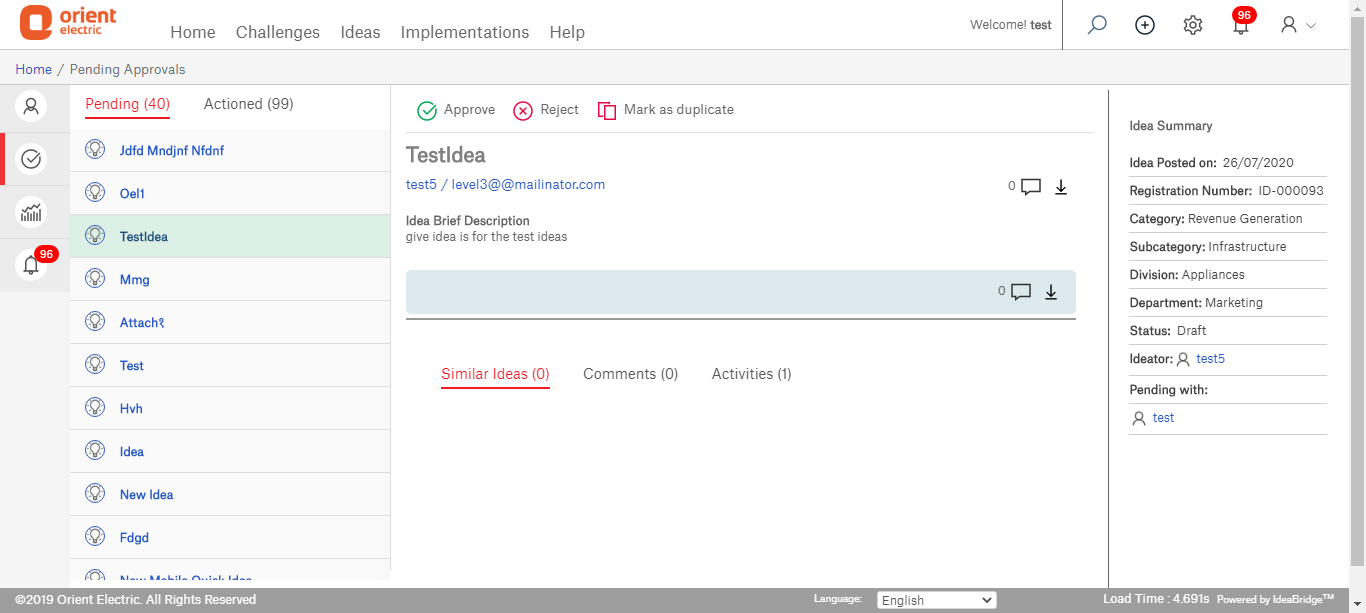 orient
electric
Home Challenges Ideas Implementations Help
Welcome! test
96
Home / Pending Approvals
96
Pending (40) Actioned (99)
Jdfd Mndjnf Nfdnf
Oel1
TestIdea
Mmg
Attach१
Test
Hvh
Idea
New Idea
Fdgd
New Mobile Quick Idea
Approve Reject Mark as duplicate
TestIdea
test5 / level3@@mailinator.com
0
Idea Brief Description
give idea is for the test ideas
0
Similar Ideas (0) Comments (0) Activities (1)
Idea Summary
Idea Posted on: 26/07/2020
Registration Number: ID-000093
Category: Revenue Generation
Subcategory: Infrastructure
Division: Appliances
Department: Marketing
Status: Draft
Ideator: test5
Pending with:
test
©2019 Orient Electric. All Rights Reserved
Language: English
Load Time : 4.691s Powered by IdeaBridge™